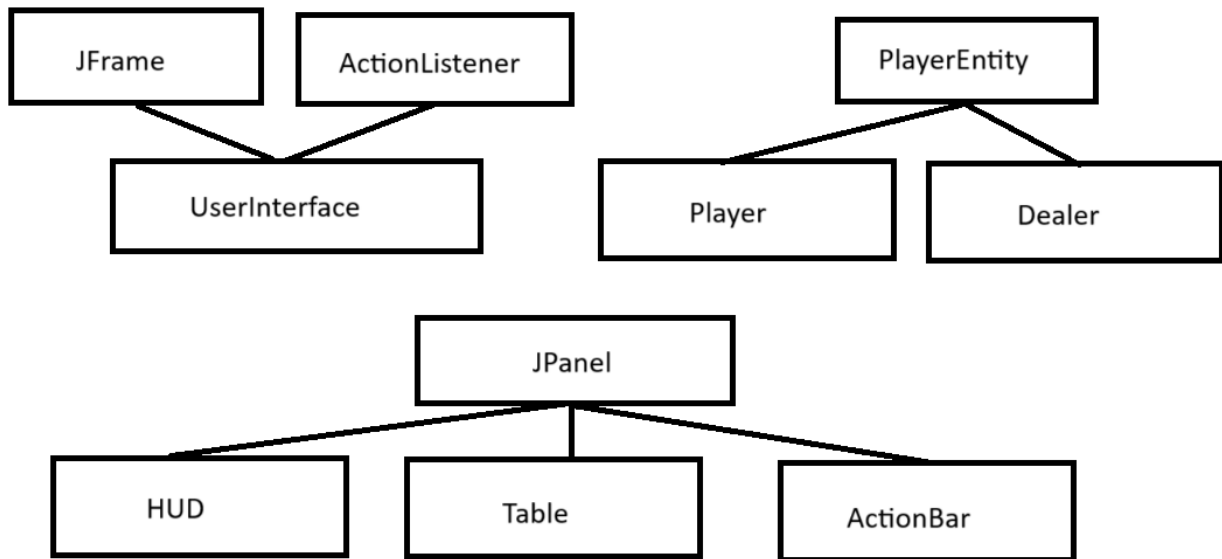 JFrame
ActionListener
PlayerEntity
UserInterface
Player
Dealer
JPanel
HUD
Table
ActionBar